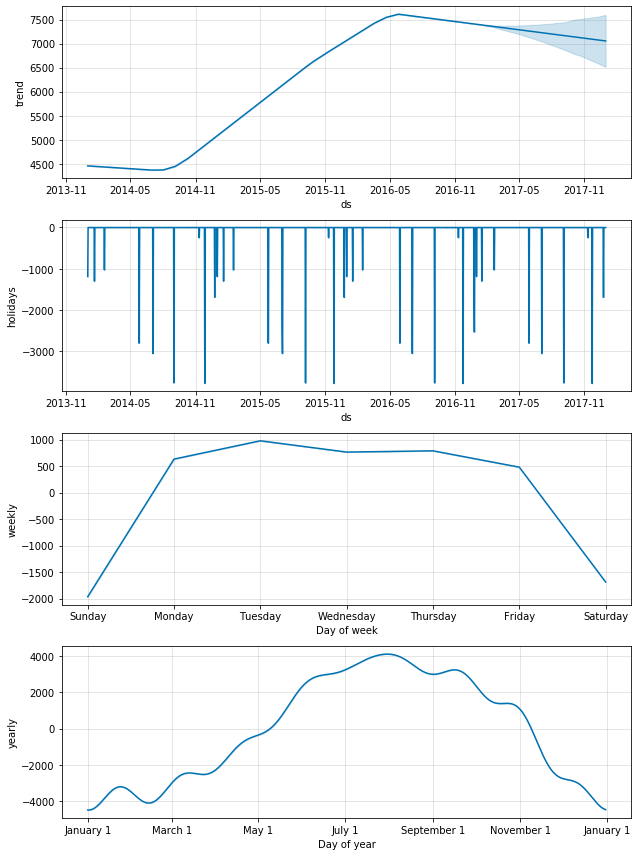 7500
7000
6500
6000
5500
5000
4500
trend
2013-11 2014-05 2014-11 2015-05 2015-11 2016-05 2016-11 2017-05 2017-11
ds
0
−1000
−2000
−3000
holidays
2013-11 2014-05 2014-11 2015-05 2015-11 2016-05 2016-11 2017-05 2017-11
ds
1000
500
0
−500
−1000
−1500
−2000
weekly
Sunday Monday Tuesday Wednesday Thursday Friday Saturday
Day of week
4000
2000
0
−2000
−4000
yearly
January 1 March 1 May 1 July 1 September 1 November 1 January 1
Day of year